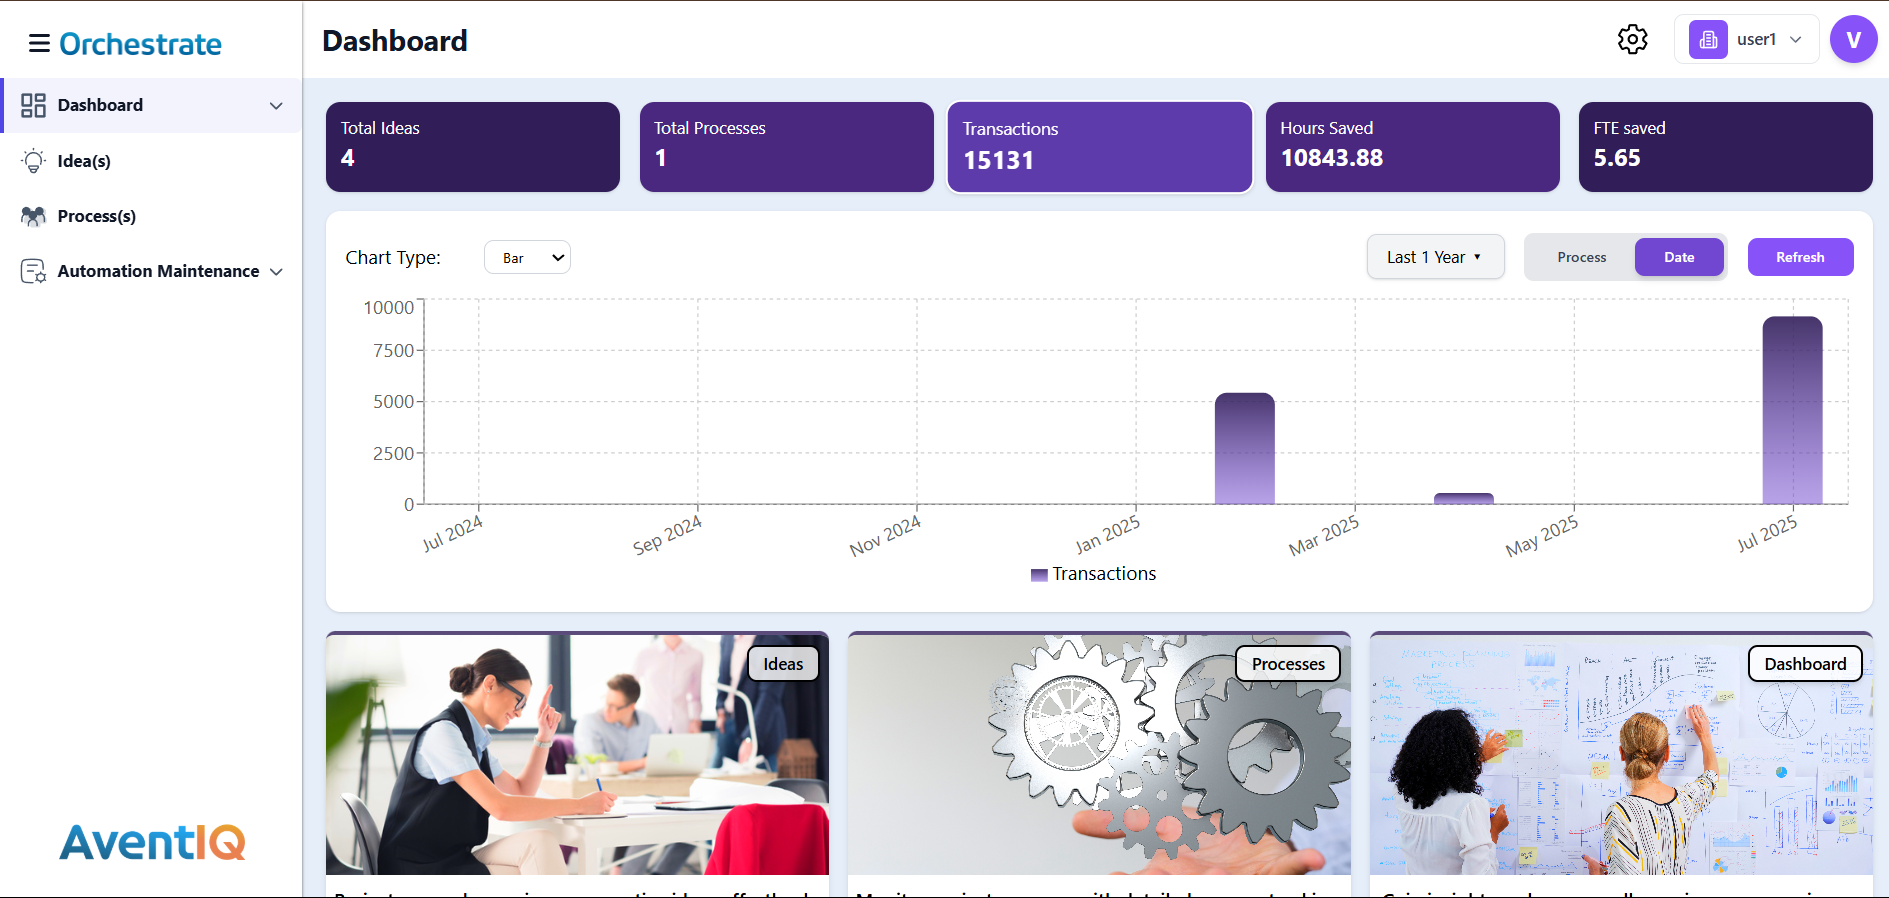 Orchestrate
Dashboard
user1
V
Dashboard
Idea(s)
Process(s)
Automation Maintenance
AventIQ
Total Ideas
4
Total Processes
1
Transactions
15131
Hours Saved
10843.88
FTE saved
5.65
Chart Type:
Bar
Last 1 Year
Process
Date
Refresh
10000
7500
5000
2500
0
Jul 2024
Sep 2024
Nov 2024
Jan 2025
Mar 2025
May 2025
Jul 2025
Transactions
Ideas
Processes
Dashboard